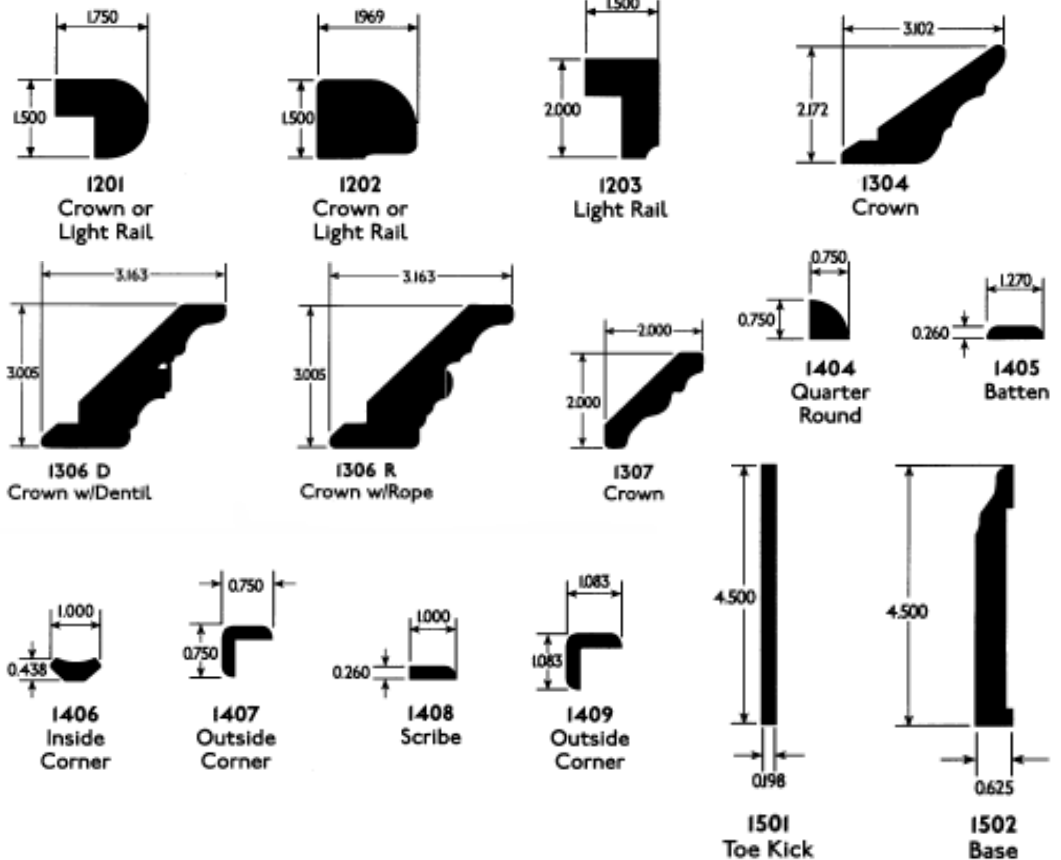 1.750
1.500
1201
Crown or
Light Rail
1.969
1.500
1202
Crown or
Light Rail
1.500
2.000
1203
Light Rail
3.102
2.172
1304
Crown
3.163
3.005
1306 D
Crown w/Dentil
3.163
3.005
1306 R
Crown w/Rope
2.000
2.000
1307
Crown
0.750
0.750
1404
Quarter
Round
1.270
0.260
1405
Batten
1.000
0.438
1406
Inside
Corner
0.750
0.750
1407
Outside
Corner
1.000
0.260
1408
Scribe
1.083
1.083
1409
Outside
Corner
4.500
0.198
1501
Toe Kick
4.500
0.625
1502
Base